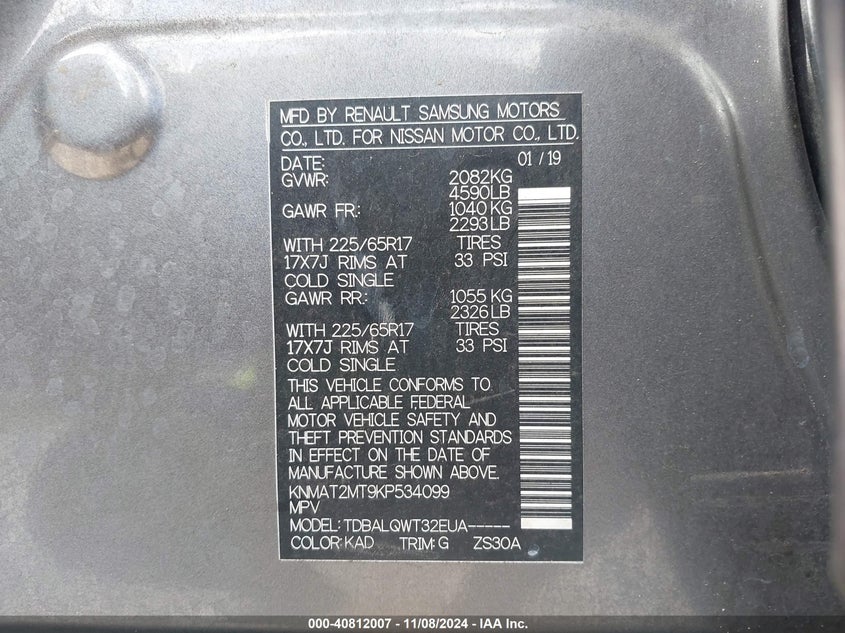 MFD BY RENAULT SAMSUNG MOTORS
CO., LTD. FOR NISSAN MOTOR CO., LTD.
DATE: 01 / 19
GVWR: 2082KG
4590LB
GAWR FR.: 1040 KG
2293 LB
WITH 225/65R17 TIRES
17X7J RIMS AT 33 PSI
COLD SINGLE
GAWR RR.: 1055 KG
2326 LB
WITH 225/65R17 TIRES
17X7J RIMS AT 33 PSI
COLD SINGLE
THIS VEHICLE CONFORMS TO
ALL APPLICABLE FEDERAL
MOTOR VEHICLE SAFETY AND
THEFT PREVENTION STANDARDS
IN EFFECT ON THE DATE OF
MANUFACTURE SHOWN ABOVE.
KNMAT2MT9KP534099
MPV
MODEL: TDBALQWT32EUA-----
COLOR: KAD TRIM: G ZS30A
000-40812007 - 11/08/2024 - IAA Inc.